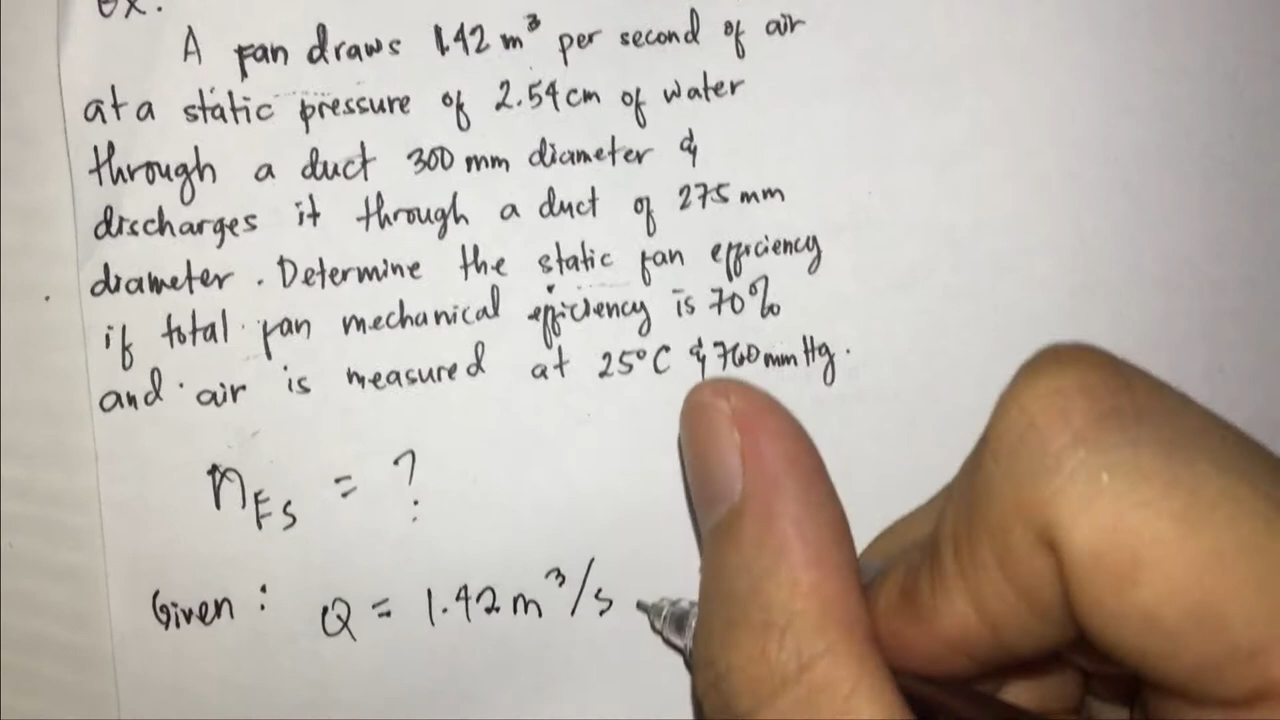 Ex.
A fan draws 1.42 m³ per second of air
at a static pressure of 2.54 cm of water
through a duct 300 mm diameter &
discharges it through a duct of 275 mm
diameter. Determine the static fan efficiency
if total fan mechanical efficiency is 70%
and air is measured at 25°C & 760 mm Hg.
η_FS = ?
Given : Q = 1.42 m³/s